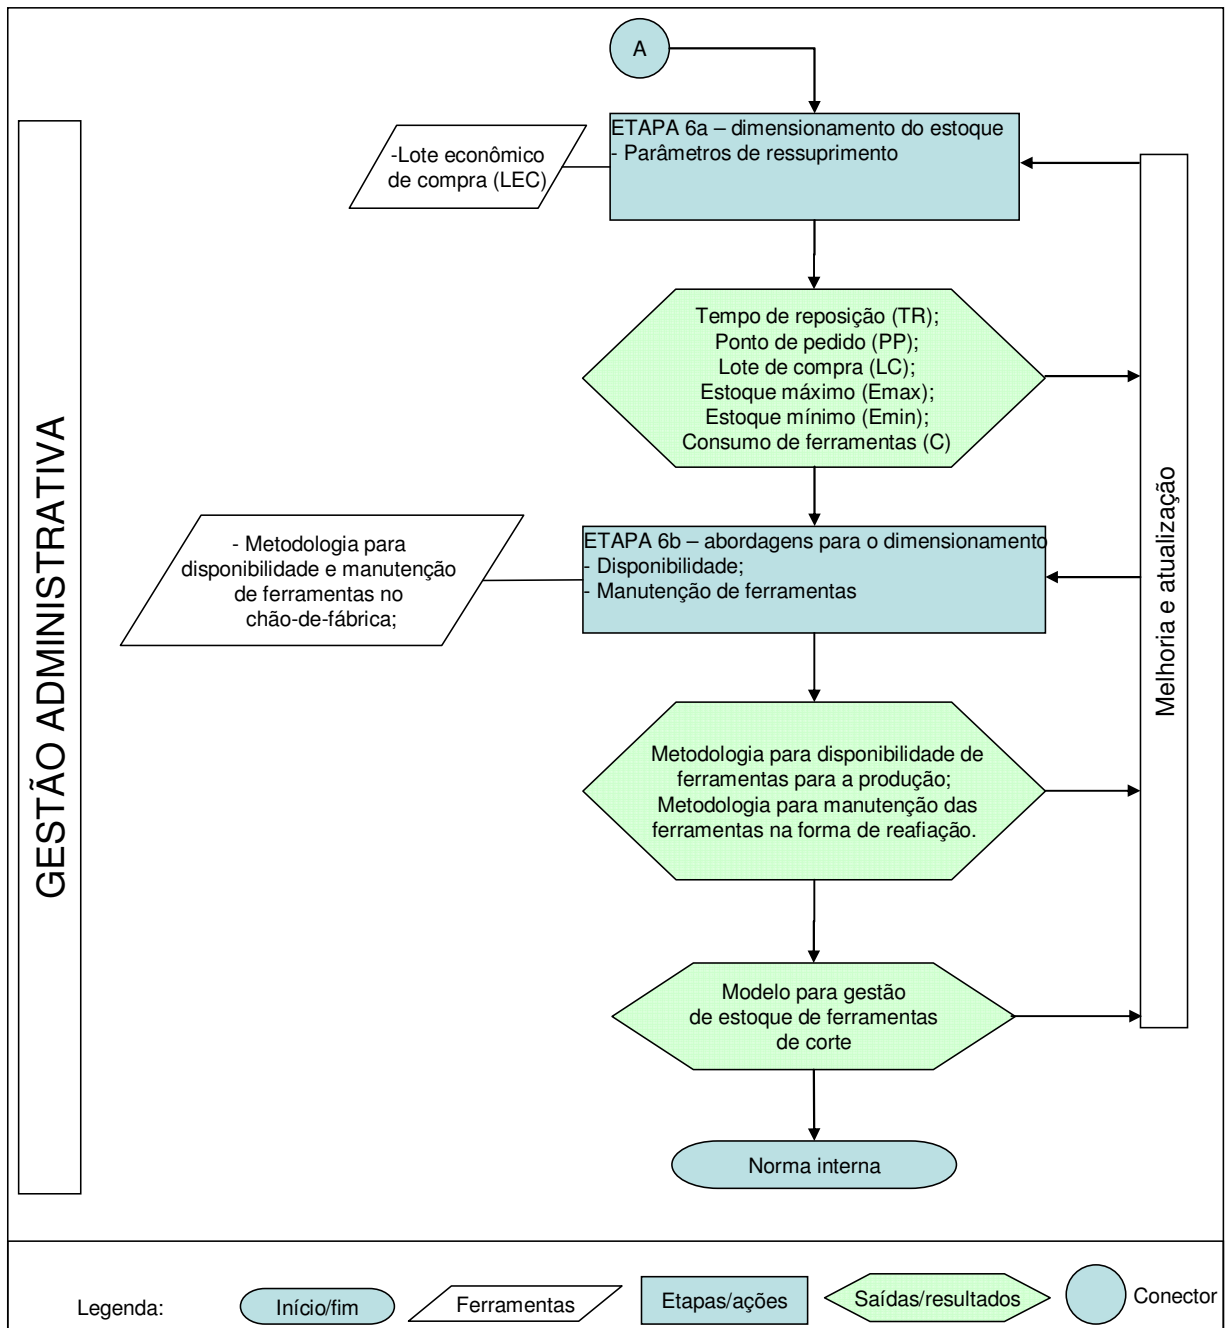 A
ETAPA 6a – dimensionamento do estoque
- Parâmetros de ressuprimento
-Lote econômico
de compra (LEC)
Tempo de reposição (TR);
Ponto de pedido (PP);
Lote de compra (LC);
Estoque máximo (Emax);
Estoque mínimo (Emin);
Consumo de ferramentas (C)
GESTÃO ADMINISTRATIVA
Melhoria e atualização
ETAPA 6b – abordagens para o dimensionamento
- Disponibilidade;
- Manutenção de ferramentas
- Metodologia para
disponibilidade e manutenção
de ferramentas no
chão-de-fábrica;
Metodologia para disponibilidade de
ferramentas para a produção;
Metodologia para manutenção das
ferramentas na forma de reafiação.
Modelo para gestão
de estoque de ferramentas
de corte
Norma interna
Legenda:
Início/fim
Ferramentas
Etapas/ações
Saídas/resultados
Conector